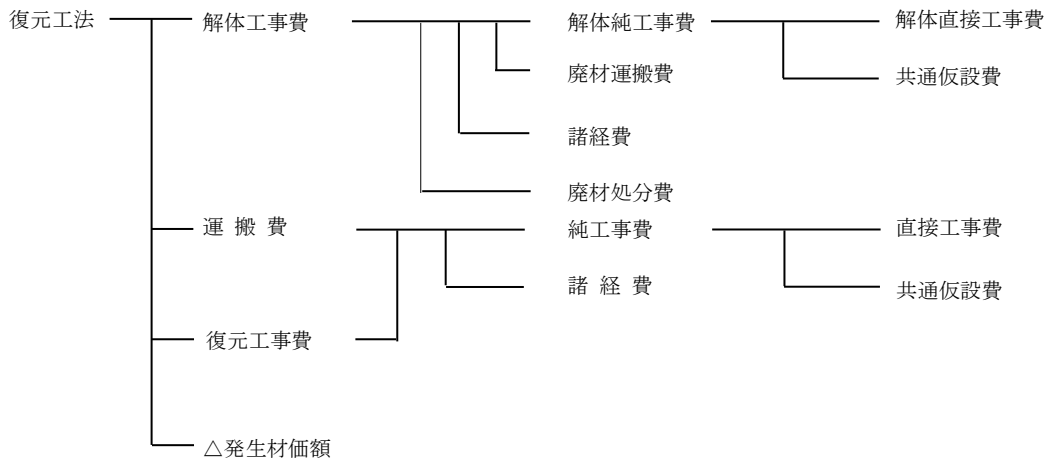 復元工法 解体工事費 解体純工事費 解体直接工事費
廃材運搬費 共通仮設費
諸経費
廃材処分費
運 搬 費 純工事費 直接工事費
諸 経 費 共通仮設費
復元工事費
△発生材価額